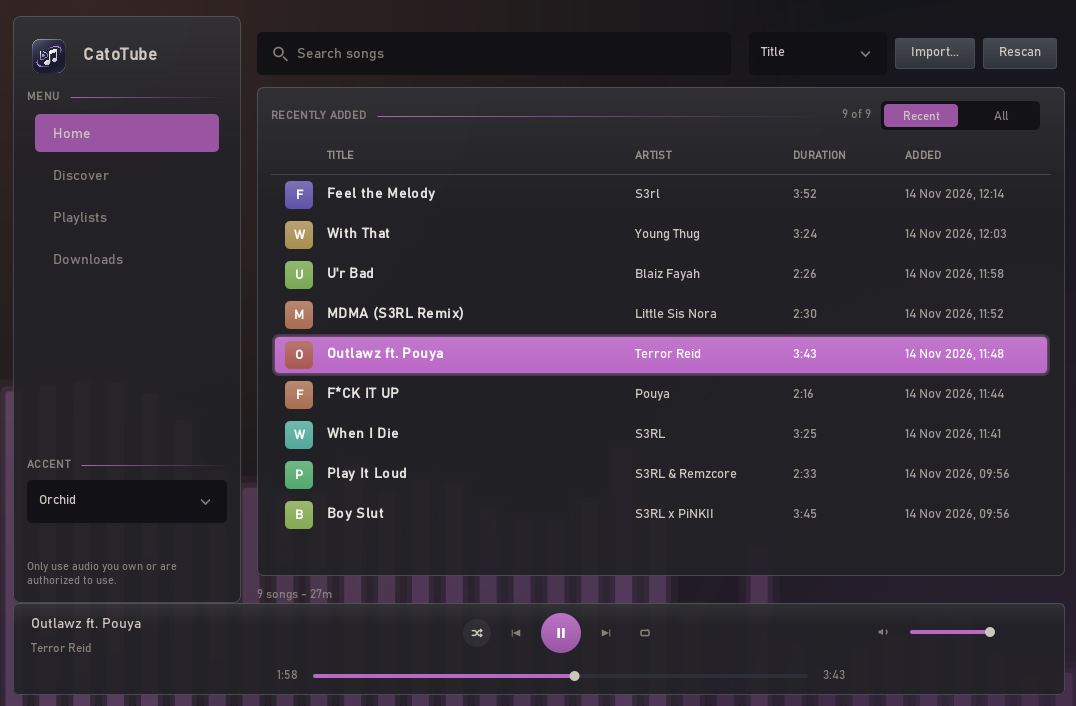 CatoTube
MENU
Home
Discover
Playlists
Downloads
ACCENT
Orchid
Only use audio you own or are
authorized to use.
Search songs
Title
Import...
Rescan
RECENTLY ADDED
9 of 9
Recent
All
TITLE ARTIST DURATION ADDED
F Feel the Melody S3rl 3:52 14 Nov 2026, 12:14
W With That Young Thug 3:24 14 Nov 2026, 12:03
U U'r Bad Blaiz Fayah 2:26 14 Nov 2026, 11:58
M MDMA (S3RL Remix) Little Sis Nora 2:30 14 Nov 2026, 11:52
O Outlawz ft. Pouya Terror Reid 3:43 14 Nov 2026, 11:48
F F*CK IT UP Pouya 2:16 14 Nov 2026, 11:44
W When I Die S3RL 3:25 14 Nov 2026, 11:41
P Play It Loud S3RL & Remzcore 2:33 14 Nov 2026, 09:56
B Boy Slut S3RL x PiNKII 3:45 14 Nov 2026, 09:56
9 songs - 27m
Outlawz ft. Pouya
Terror Reid
1:58
3:43